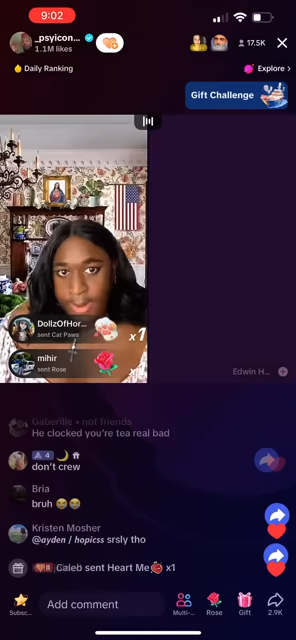 9:02
_psyicon...
1.1M likes
17.5K
Daily Ranking
Explore >
Gift Challenge
DollzOfHor...
sent Cat Paws
x1
mihir
sent Rose
Edwin H...
Gaberille • not friends
He clocked you're tea real bad
4
don't crew
Bria
bruh 😭😭
Kristen Mosher
@ayden / hopicss srsly tho
Caleb sent Heart Me x1
Subsc...
Add comment
Multi-...
Rose
Gift
2.9K